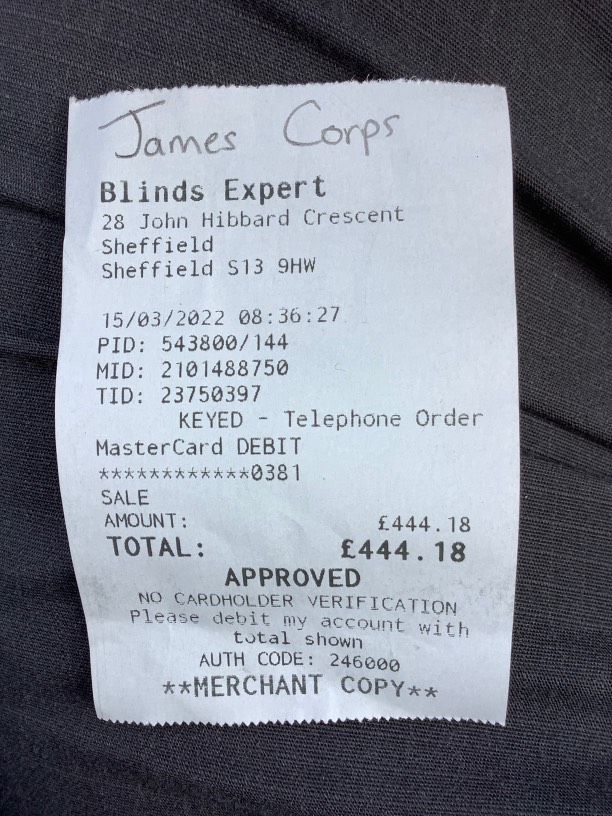 James Corps
Blinds Expert
28 John Hibbard Crescent
Sheffield
Sheffield S13 9HW
15/03/2022 08:36:27
PID: 543800/144
MID: 2101488750
TID: 23750397
KEYED - Telephone Order
MasterCard DEBIT
************0381
SALE
AMOUNT: £444.18
TOTAL: £444.18
APPROVED
NO CARDHOLDER VERIFICATION
Please debit my account with
total shown
AUTH CODE: 246000
**MERCHANT COPY**